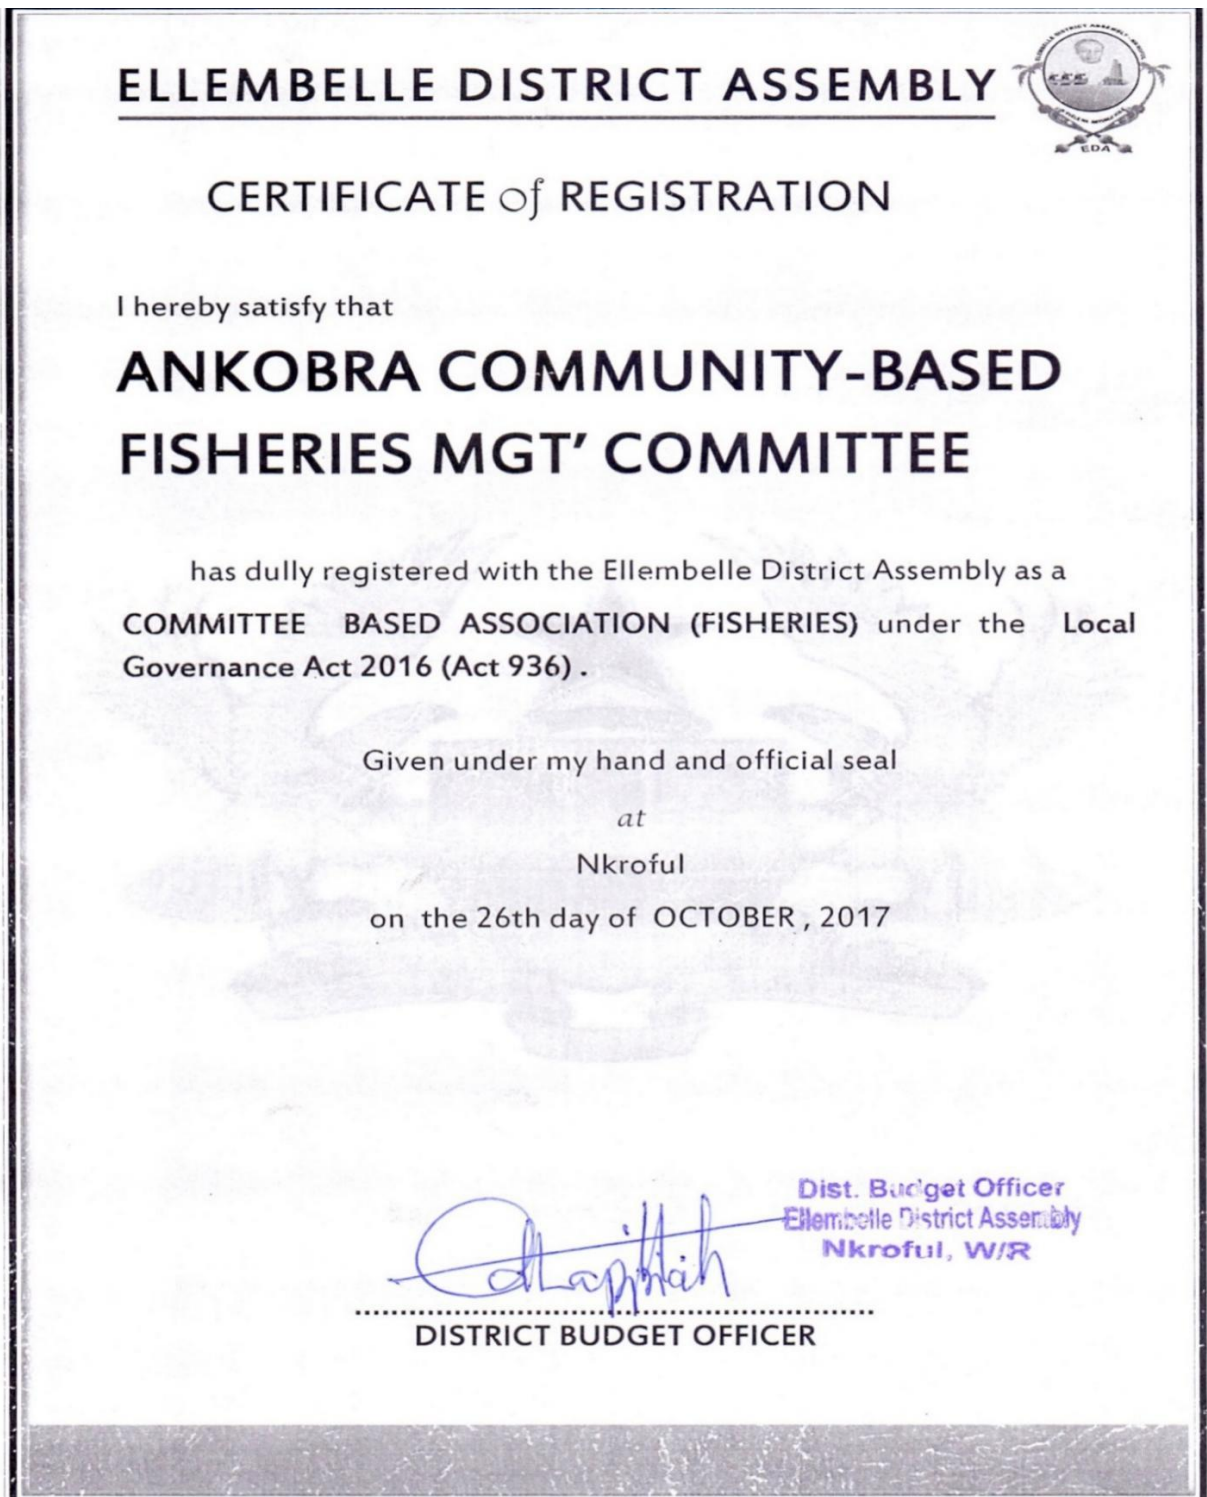 ELLEMBELLE DISTRICT ASSEMBLY
EDA
CERTIFICATE of REGISTRATION
I hereby satisfy that
ANKOBRA COMMUNITY-BASED
FISHERIES MGT' COMMITTEE
has dully registered with the Ellembelle District Assembly as a
COMMITTEE BASED ASSOCIATION (FISHERIES) under the Local
Governance Act 2016 (Act 936) .
Given under my hand and official seal
at
Nkroful
on the 26th day of OCTOBER , 2017
Dist. Budget Officer
Ellembelle District Assembly
Nkroful, W/R
DISTRICT BUDGET OFFICER